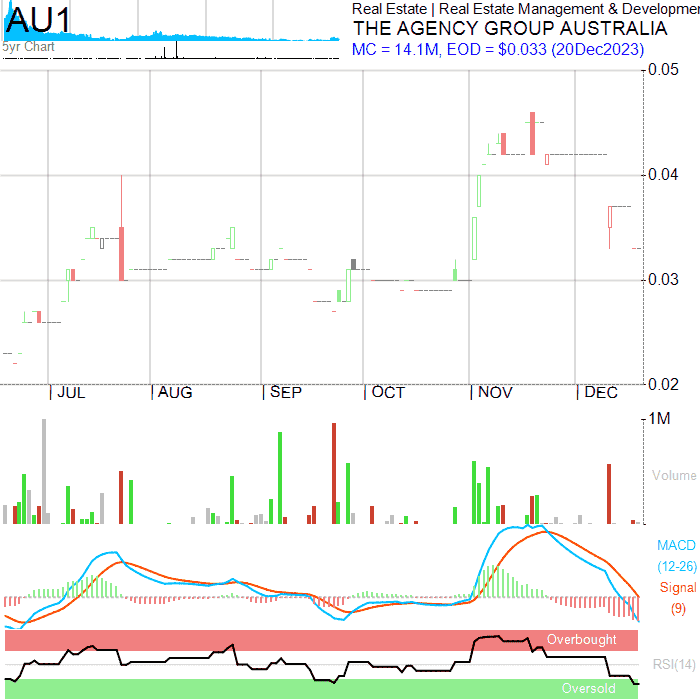 AU1
5yr Chart
Real Estate | Real Estate Management & Developmen
THE AGENCY GROUP AUSTRALIA
MC = 14.1M, EOD = $0.033 (20Dec2023)
0.05
0.04
0.03
0.02
JUL AUG SEP OCT NOV DEC
1M
Volume
MACD
(12-26)
Signal
(9)
Overbought
RSI(14)
Oversold